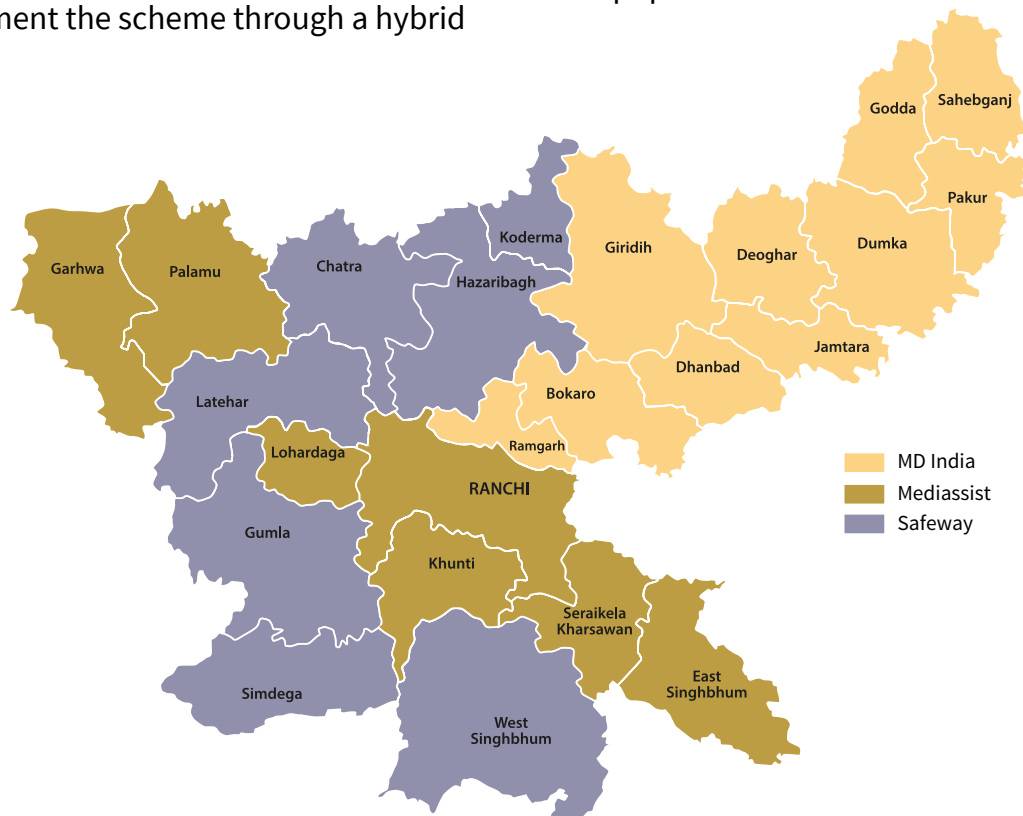 ment the scheme through a hybrid
Sahebganj
Godda
Pakur
Koderma
Giridih
Dumka
Deoghar
Chatra
Garhwa
Palamu
Hazaribagh
Jamtara
Dhanbad
Bokaro
Latehar
Ramgarh
Lohardaga
RANCHI
Gumla
Khunti
Seraikela
Kharsawan
East
Singhbhum
Simdega
West
Singhbhum
MD India
Mediassist
Safeway